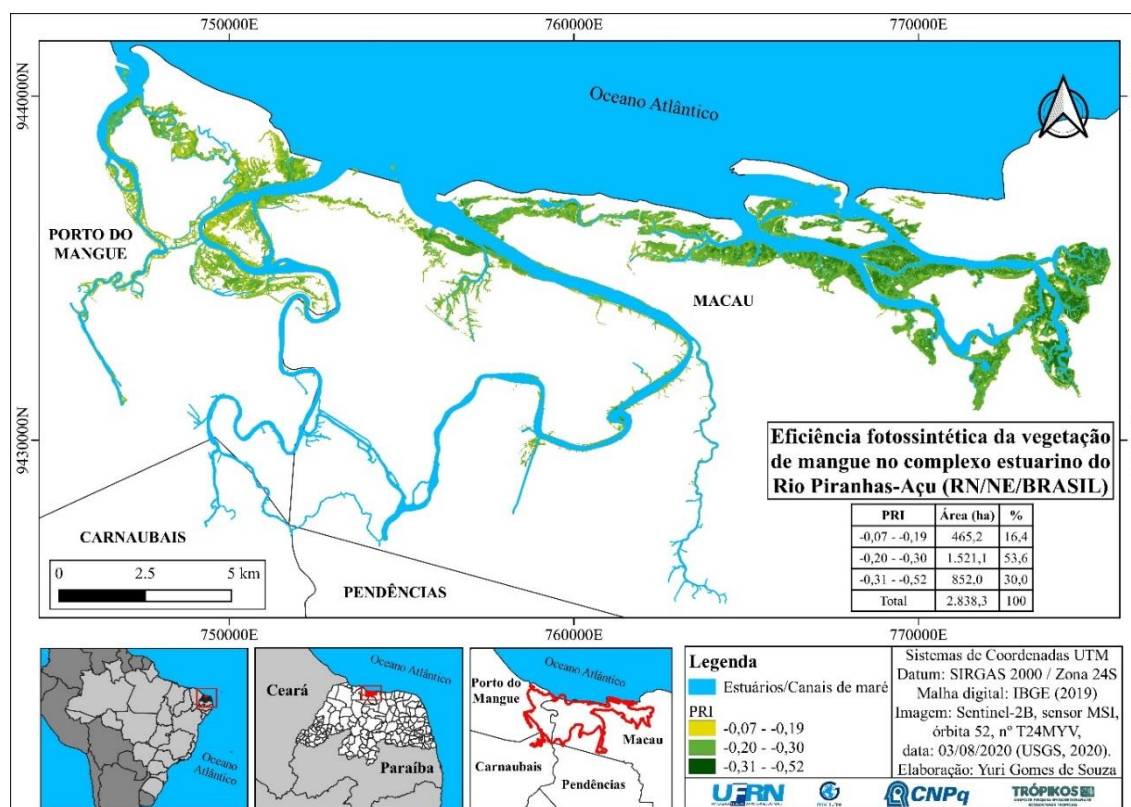 750000E
760000E
770000E
9440000N
9430000N
Oceano Atlântico
PORTO DO
MANGUE
MACAU
CARNAUBAIS
PENDÊNCIAS
0 2.5 5 km
Eficiência fotossintética da vegetação
de mangue no complexo estuarino do
Rio Piranhas-Açu (RN/NE/BRASIL)
PRI Área (ha) %
-0,07 - -0,19 465,2 16,4
-0,20 - -0,30 1.521,1 53,6
-0,31 - -0,52 852,0 30,0
Total 2.838,3 100
750000E
760000E
770000E
Oceano
Atlântico
Ceará
Oceano Atlântico
Paraíba
Porto do
Mangue
Macau
Carnaubais
Pendências
Legenda
Estuários/Canais de maré
PRI
-0,07 - -0,19
-0,20 - -0,30
-0,31 - -0,52
Sistemas de Coordenadas UTM
Datum: SIRGAS 2000 / Zona 24S
Malha digital: IBGE (2019)
Imagem: Sentinel-2B, sensor MSI,
órbita 52, nº T24MYV,
data: 03/08/2020 (USGS, 2020).
Elaboração: Yuri Gomes de Souza
UFRN
CNPq
TRÓPIKOS